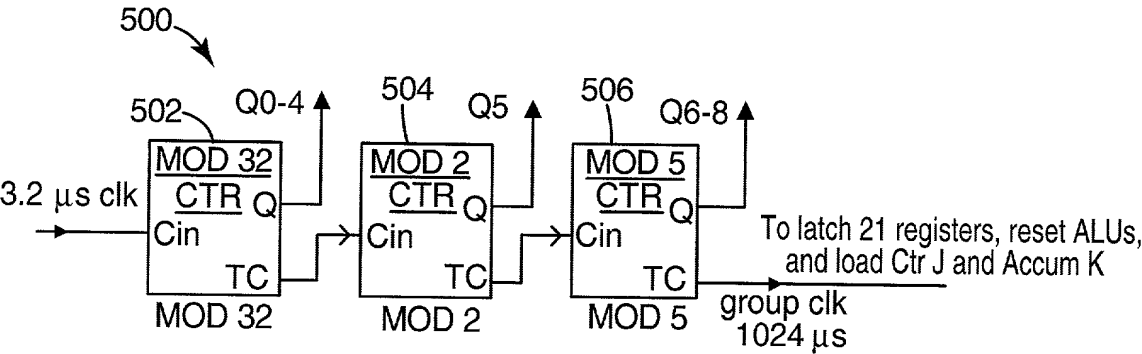 500
502
Q0-4
504
Q5
506
Q6-8
MOD 32
CTR
Q
Cin
TC
MOD 32
MOD 2
CTR
Q
Cin
TC
MOD 2
MOD 5
CTR
Q
Cin
TC
MOD 5
3.2 μs clk
To latch 21 registers, reset ALUs,
and load Ctr J and Accum K
group clk
1024 μs